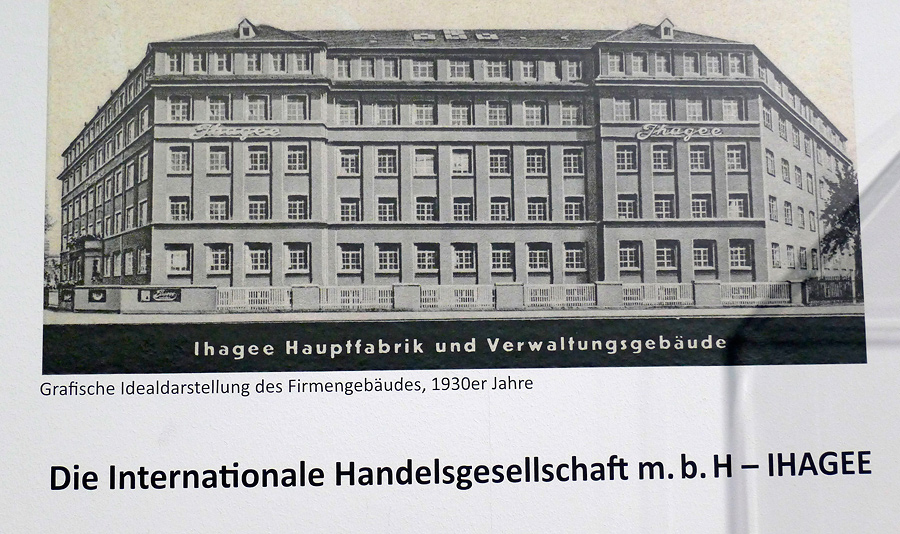 Ihagee Ihagee
Ihagee Hauptfabrik und Verwaltungsgebäude
Grafische Idealdarstellung des Firmengebäudes, 1930er Jahre
Die Internationale Handelsgesellschaft m. b. H – IHAGEE